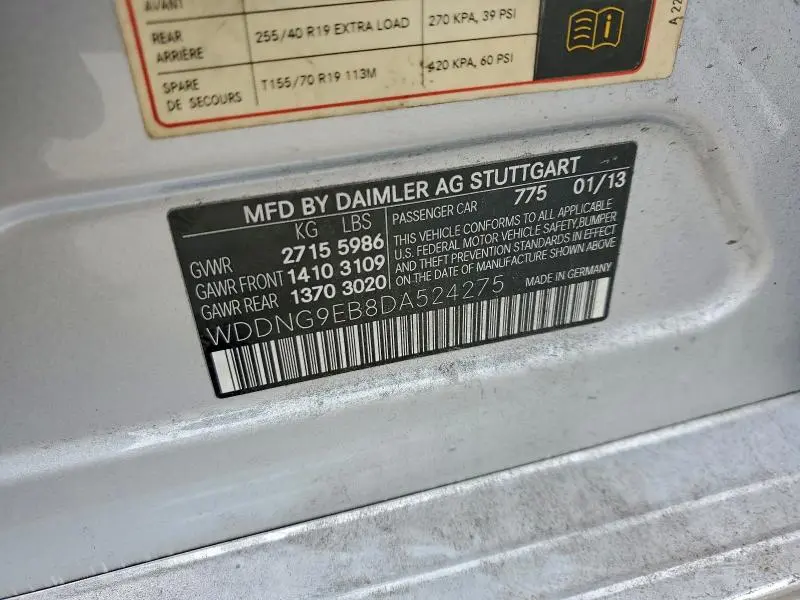 AVANT
REAR 255/40 R19 EXTRA LOAD 270 KPA, 39 PSI
ARRIÈRE
SPARE T155/70 R19 113M 420 KPA, 60 PSI
DE SECOURS
A 22
MFD BY DAIMLER AG STUTTGART
KG LBS PASSENGER CAR 775 01/13
GVWR 2715 5986
GAWR FRONT 1410 3109
GAWR REAR 1370 3020
THIS VEHICLE CONFORMS TO ALL APPLICABLE
U.S. FEDERAL MOTOR VEHICLE SAFETY, BUMPER
AND THEFT PREVENTION STANDARDS IN EFFECT
ON THE DATE OF MANUFACTURE SHOWN ABOVE
WDDNG9EB8DA524275 MADE IN GERMANY